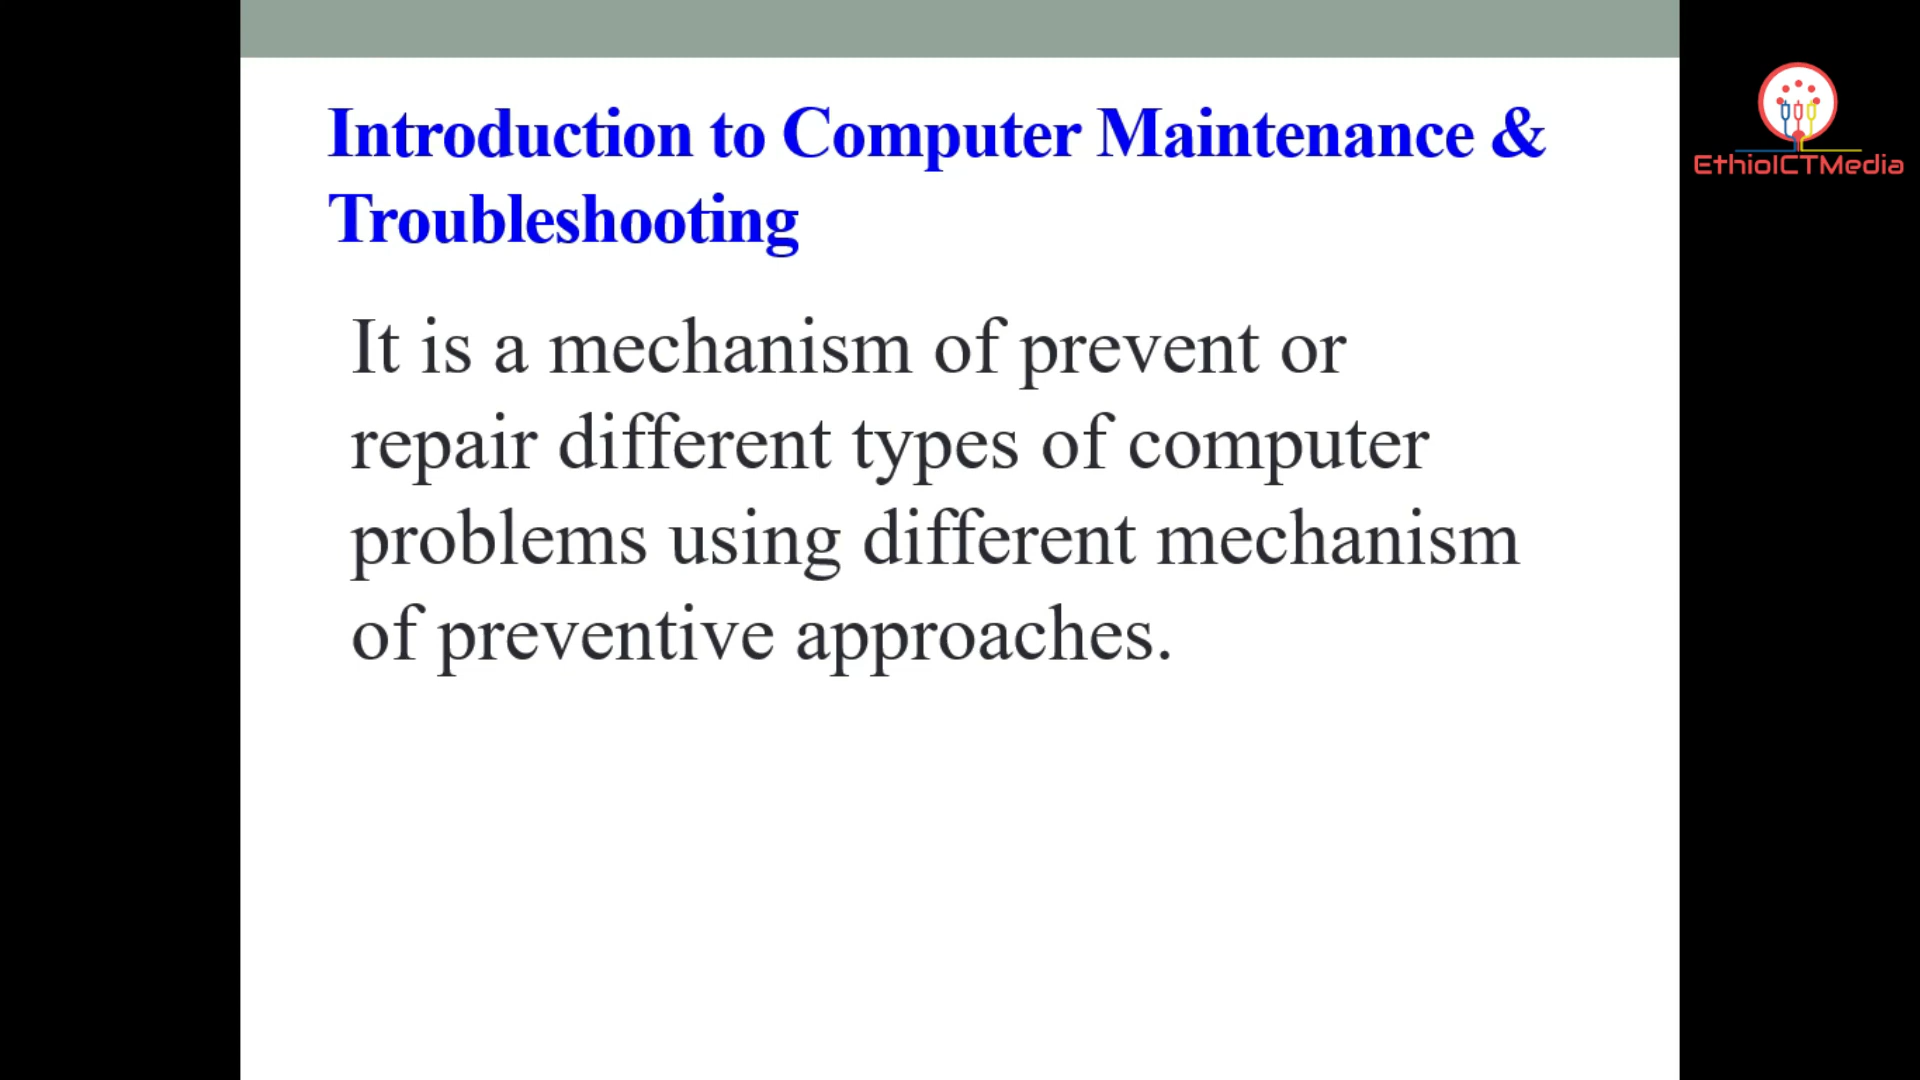 Introduction to Computer Maintenance &
Troubleshooting
It is a mechanism of prevent or
repair different types of computer
problems using different mechanism
of preventive approaches.
EthioICTMedia